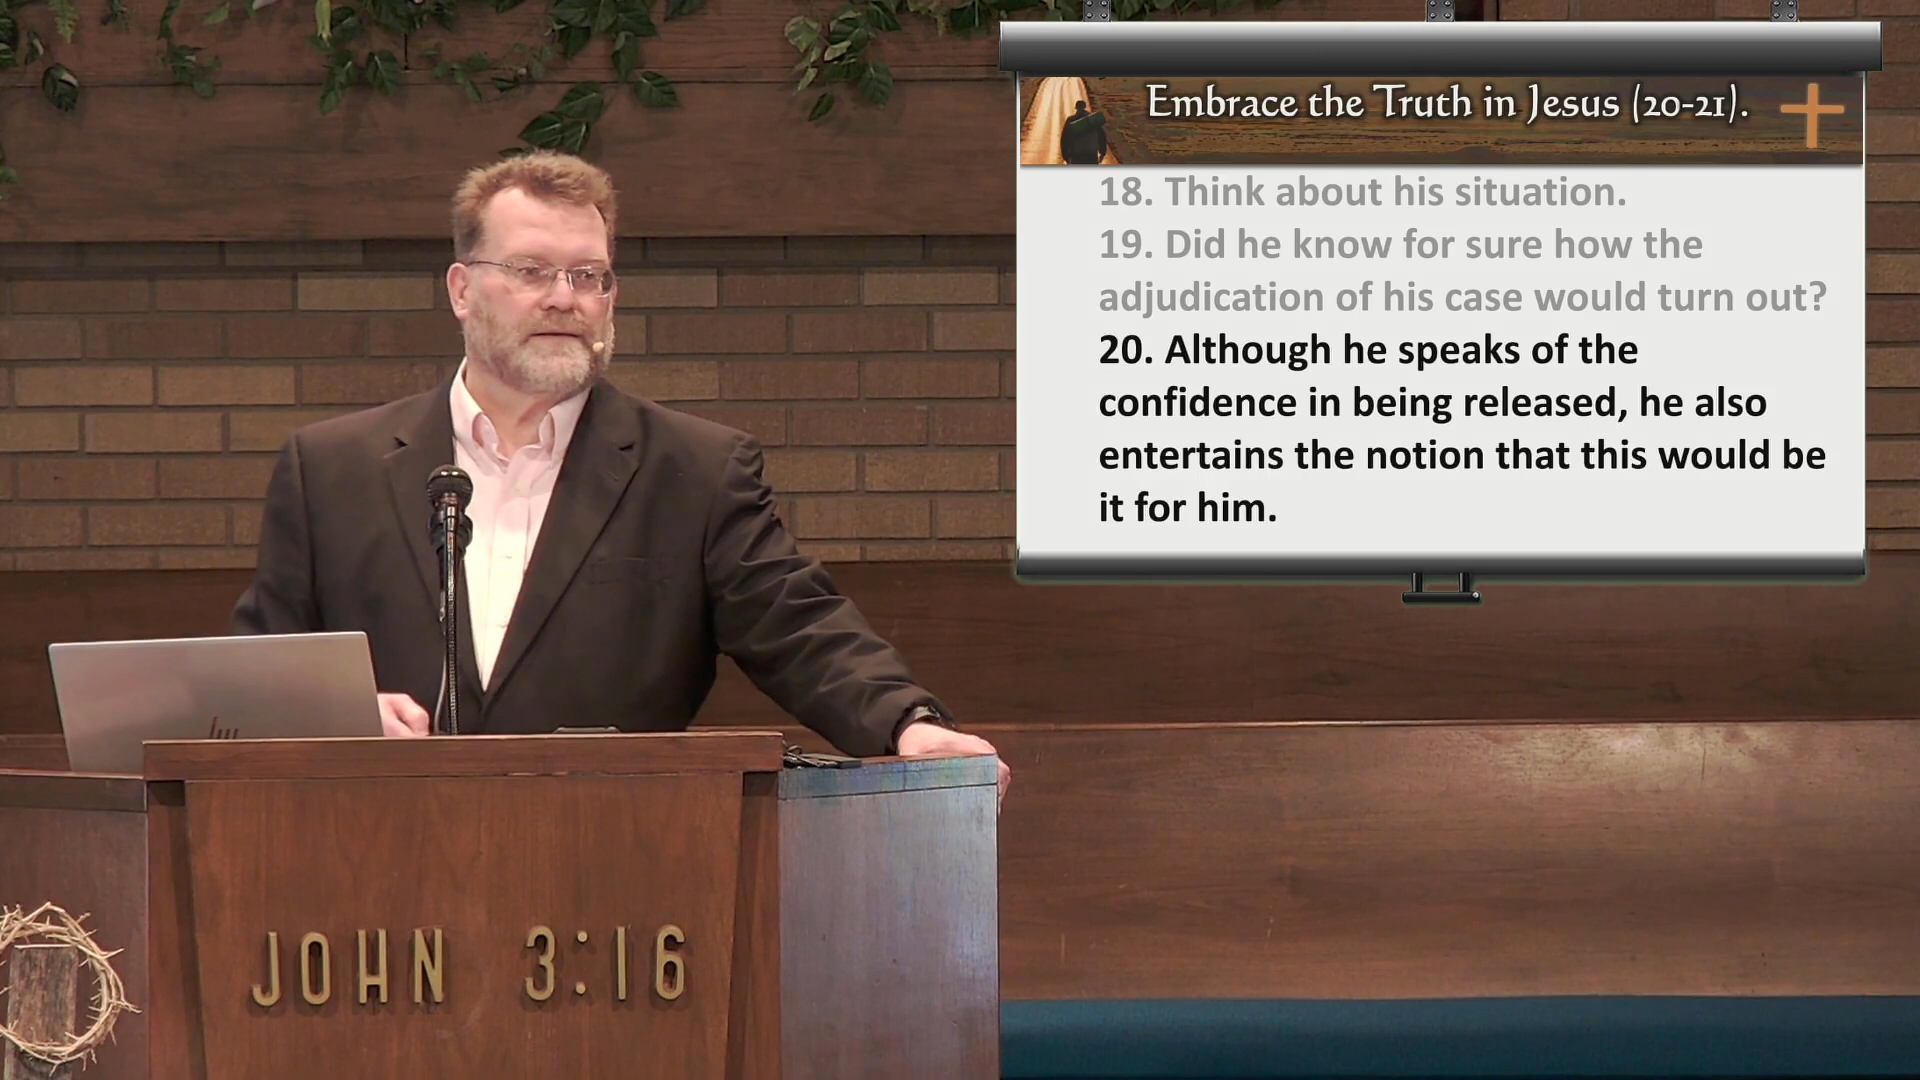 Embrace the Truth in Jesus (20-21).
18. Think about his situation.
19. Did he know for sure how the
adjudication of his case would turn out?
20. Although he speaks of the
confidence in being released, he also
entertains the notion that this would be
it for him.
hp
JOHN 3:16